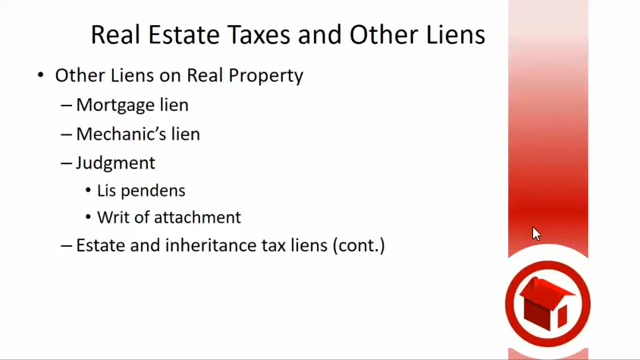 Real Estate Taxes and Other Liens
• Other Liens on Real Property
– Mortgage lien
– Mechanic's lien
– Judgment
• Lis pendens
• Writ of attachment
– Estate and inheritance tax liens (cont.)